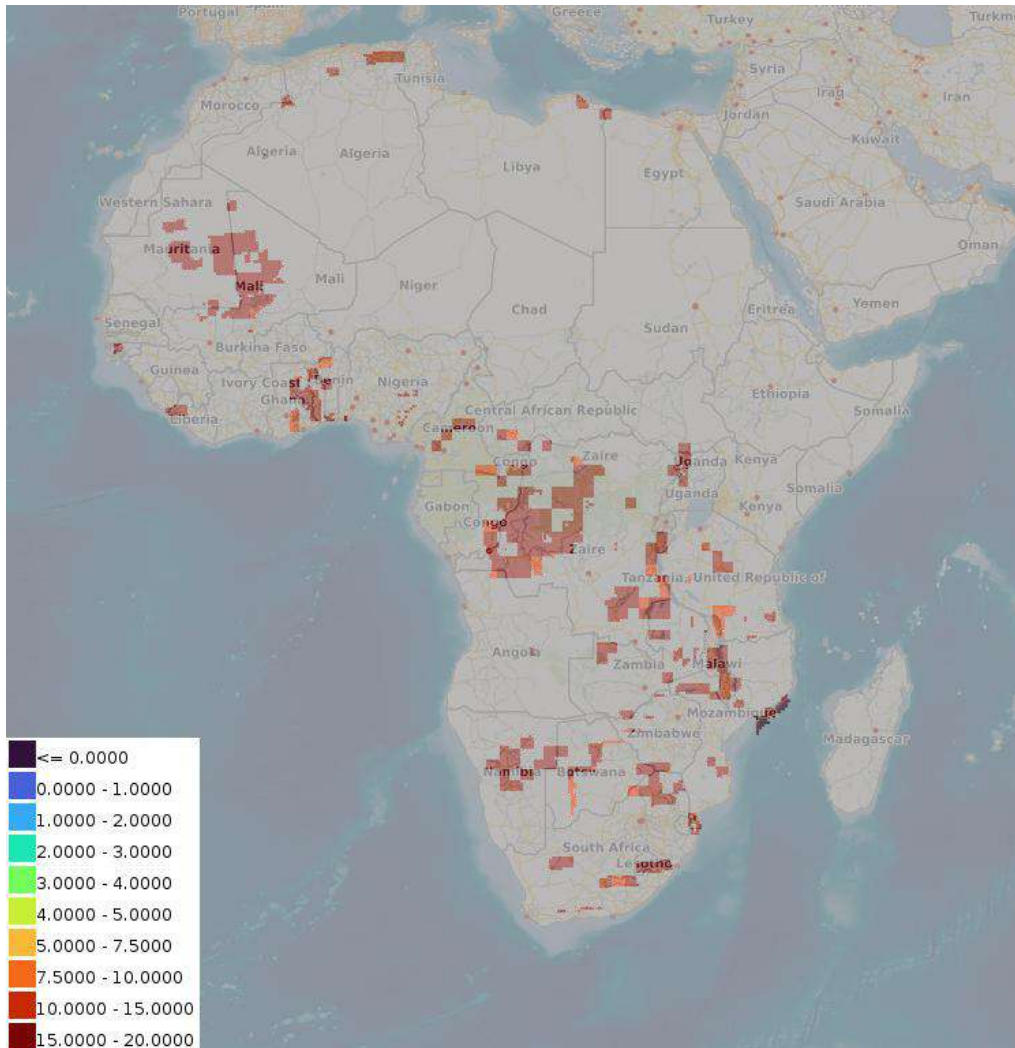 Portugal
Spain
Greece
Turkey
Turkm
Tunisia
Syria
Morocco
Iraq
Iran
Jordan
Kuwait
Algeria
Algeria
Libya
Egypt
Western Sahara
Saudi Arabia
Mauritania
Oman
Mali
Mali
Niger
Chad
Eritrea
Yemen
Senegal
Sudan
Burkina Faso
Guinea
Ivory Coast
Benin
Nigeria
Ghana
Ethiopia
Liberia
Central African Republic
Somalia
Cameroon
Congo
Zaire
Uganda
Kenya
Gabon
Uganda
Somalia
Kenya
Congo
Zaire
Tanzania, United Republic of
Angola
Zambia
Malawi
Mozambique
Zimbabwe
Madagascar
Namibia
Botswana
South Africa
Lesotho
<= 0.0000
0.0000 - 1.0000
1.0000 - 2.0000
2.0000 - 3.0000
3.0000 - 4.0000
4.0000 - 5.0000
5.0000 - 7.5000
7.5000 - 10.0000
10.0000 - 15.0000
15.0000 - 20.0000